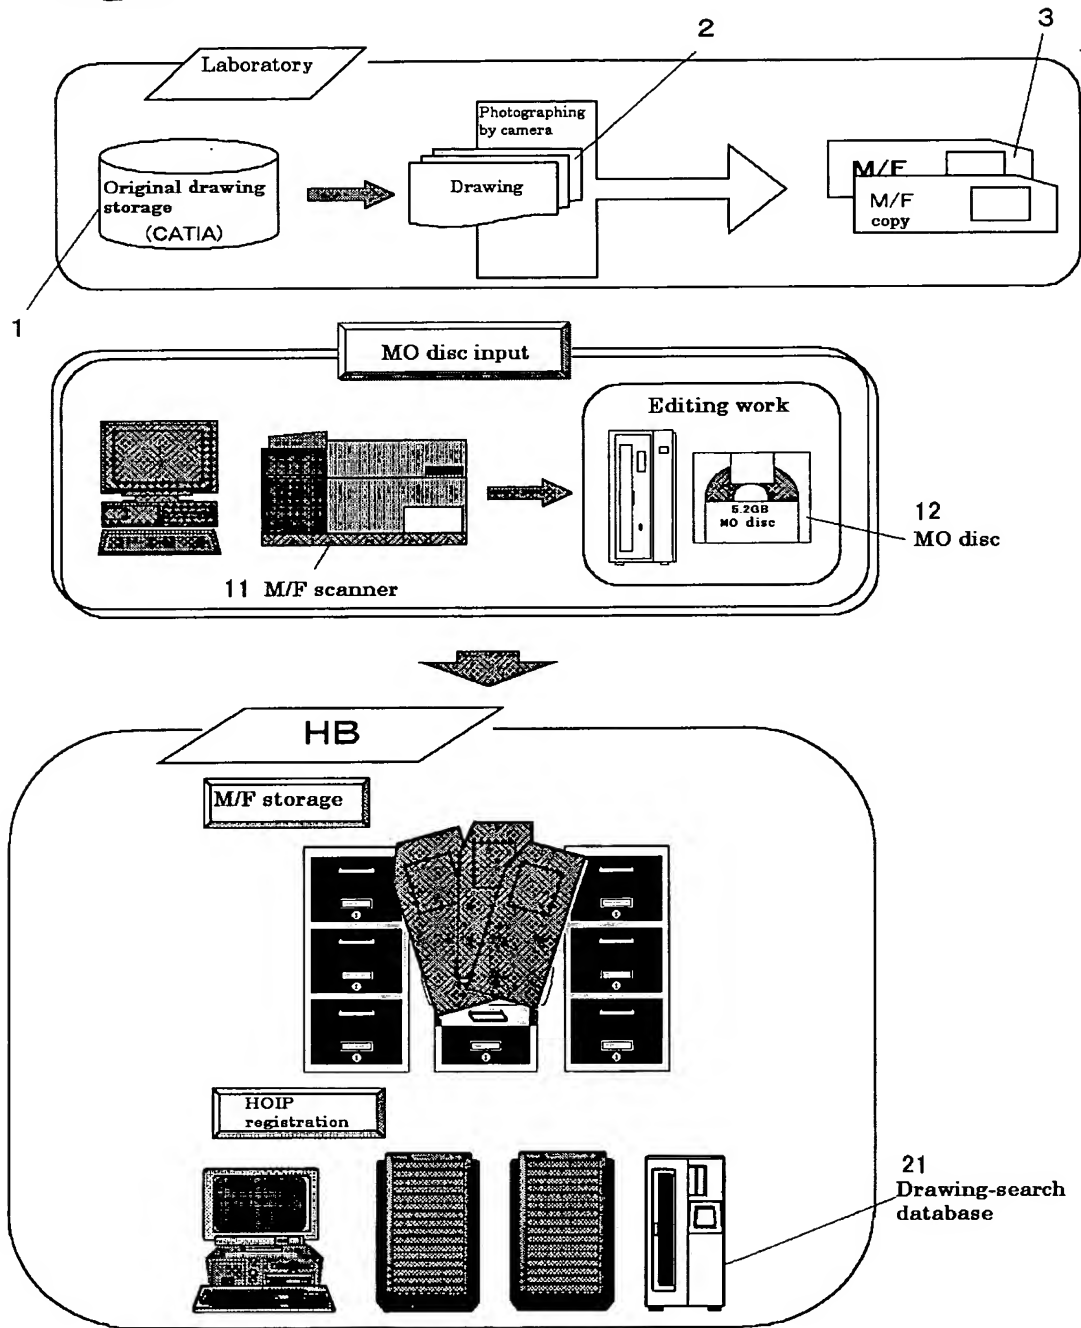 2
3
Laboratory
Photographing
by camera
Original drawing
storage
(CATIA)
Drawing
M/F
M/F
copy
1
MO disc input
Editing work
5.2GB
MO disc
12
MO disc
11 M/F scanner
HB
M/F storage
HOIP
registration
21
Drawing-search
database